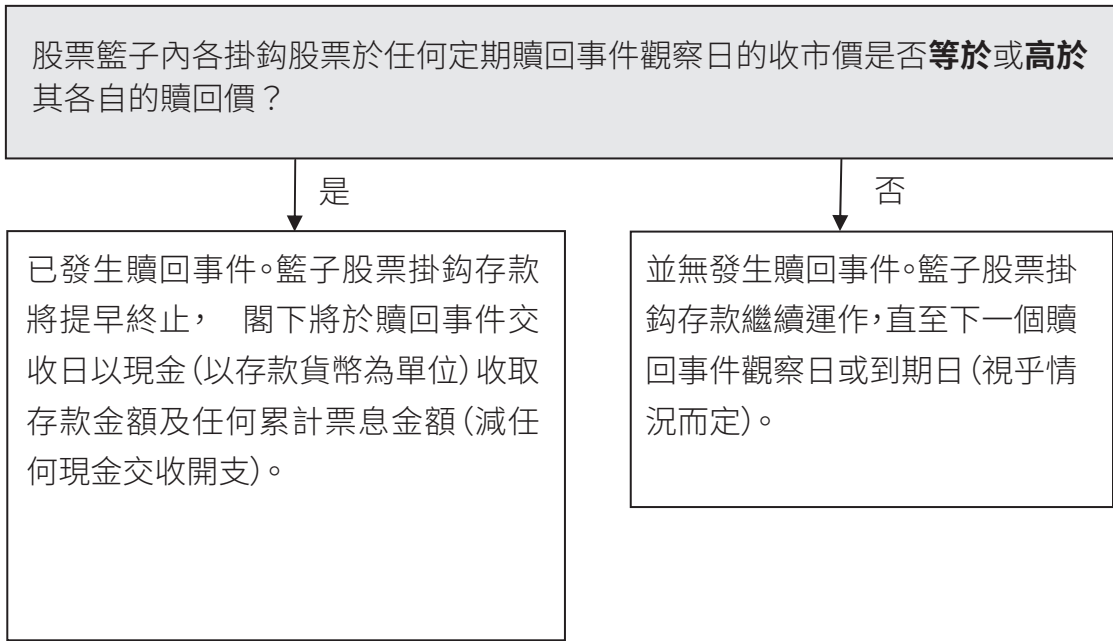 股票籃子內各掛鈎股票於任何定期贖回事件觀察日的收市價是否等於或高於
其各自的贖回價？
是
否
已發生贖回事件。籃子股票掛鈎存款
將提早終止，　閣下將於贖回事件交
收日以現金（以存款貨幣為單位）收取
存款金額及任何累計票息金額（減任
何現金交收開支）。
並無發生贖回事件。籃子股票掛
鈎存款繼續運作，直至下一個贖
回事件觀察日或到期日（視乎情
況而定）。